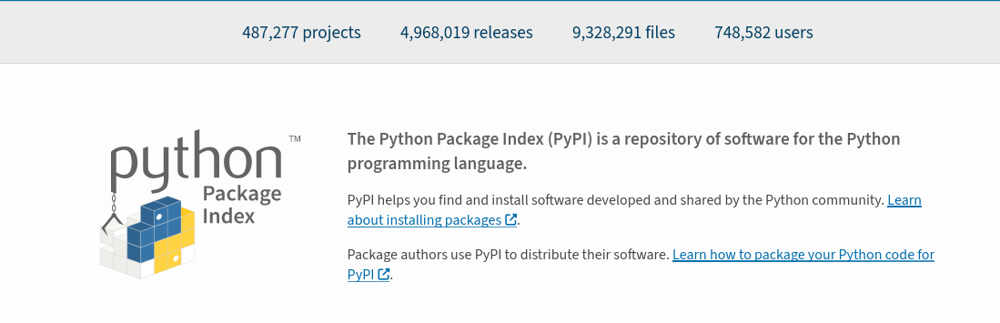 487,277 projects 4,968,019 releases 9,328,291 files 748,582 users
python™
Package
Index
The Python Package Index (PyPI) is a repository of software for the Python
programming language.
PyPI helps you find and install software developed and shared by the Python community. Learn
about installing packages.
Package authors use PyPI to distribute their software. Learn how to package your Python code for
PyPI.